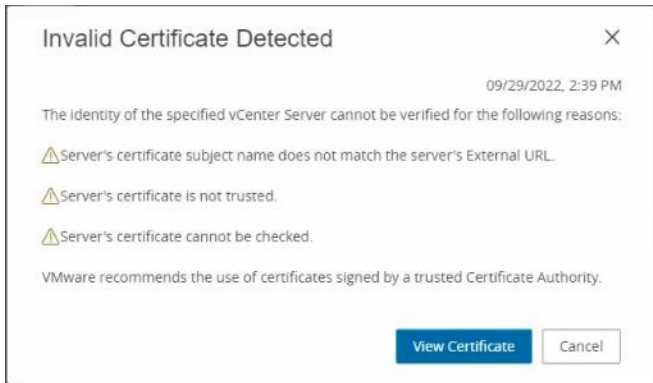 Invalid Certificate Detected
09/29/2022, 2:39 PM
The identity of the specified vCenter Server cannot be verified for the following reasons:
Server's certificate subject name does not match the server's External URL.
Server's certificate is not trusted.
Server's certificate cannot be checked.
VMware recommends the use of certificates signed by a trusted Certificate Authority.
View Certificate
Cancel